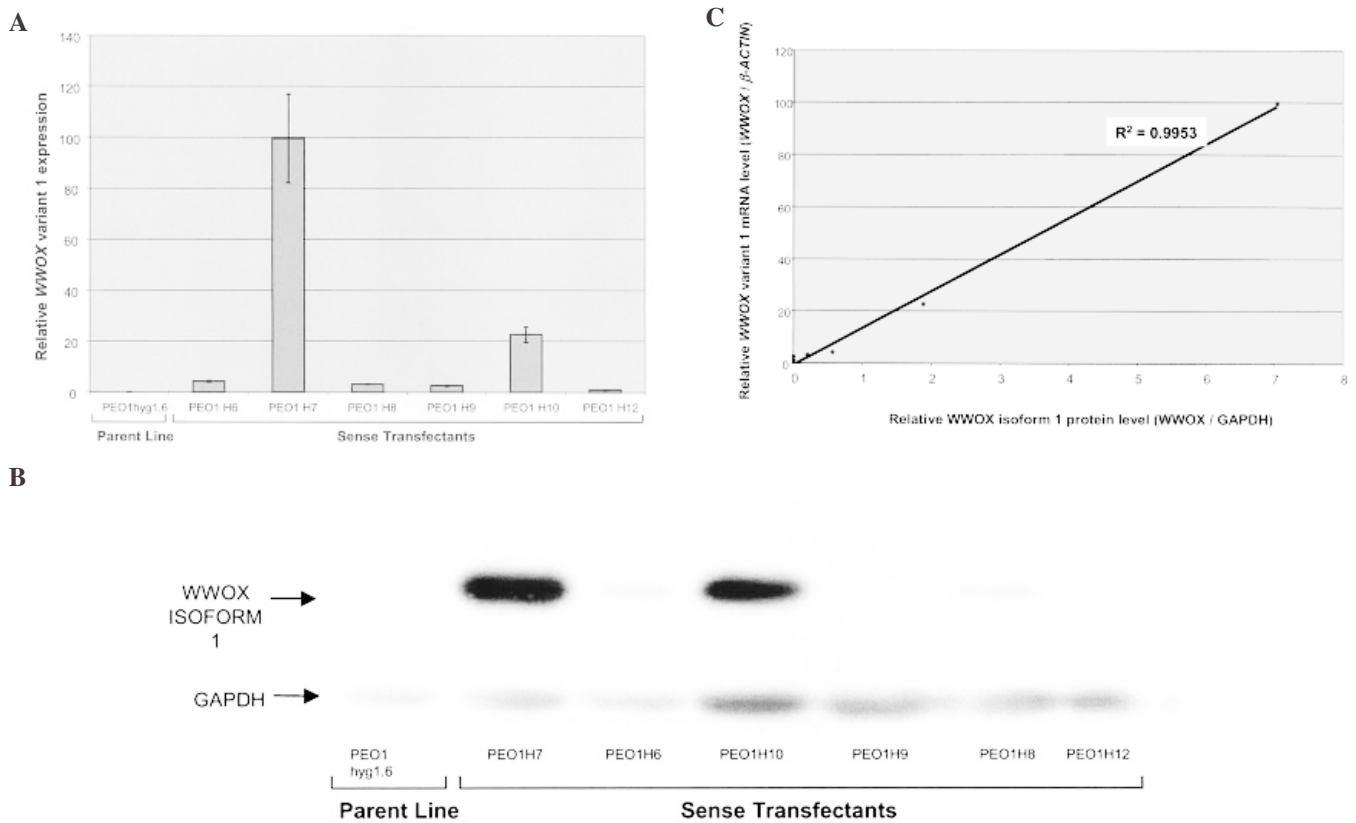 A
140
120
100
80
60
40
20
0
Relative WWOX variant 1 expression
PEO1hyg1.6 PEO1 H6 PEO1 H7 PEO1 H8 PEO1 H9 PEO1 H10 PEO1 H12
Parent Line Sense Transfectants
C
120
100
80
60
40
20
0
Relative WWOX variant 1 mRNA level (WWOX / β-ACTIN)
R² = 0.9953
0 1 2 3 4 5 6 7 8
Relative WWOX isoform 1 protein level (WWOX / GAPDH)
B
WWOX
ISOFORM
1
GAPDH
PEO1
hyg1.6
PEO1H7 PEO1H6 PEO1H10 PEO1H9 PEO1H8 PEO1H12
Parent Line Sense Transfectants